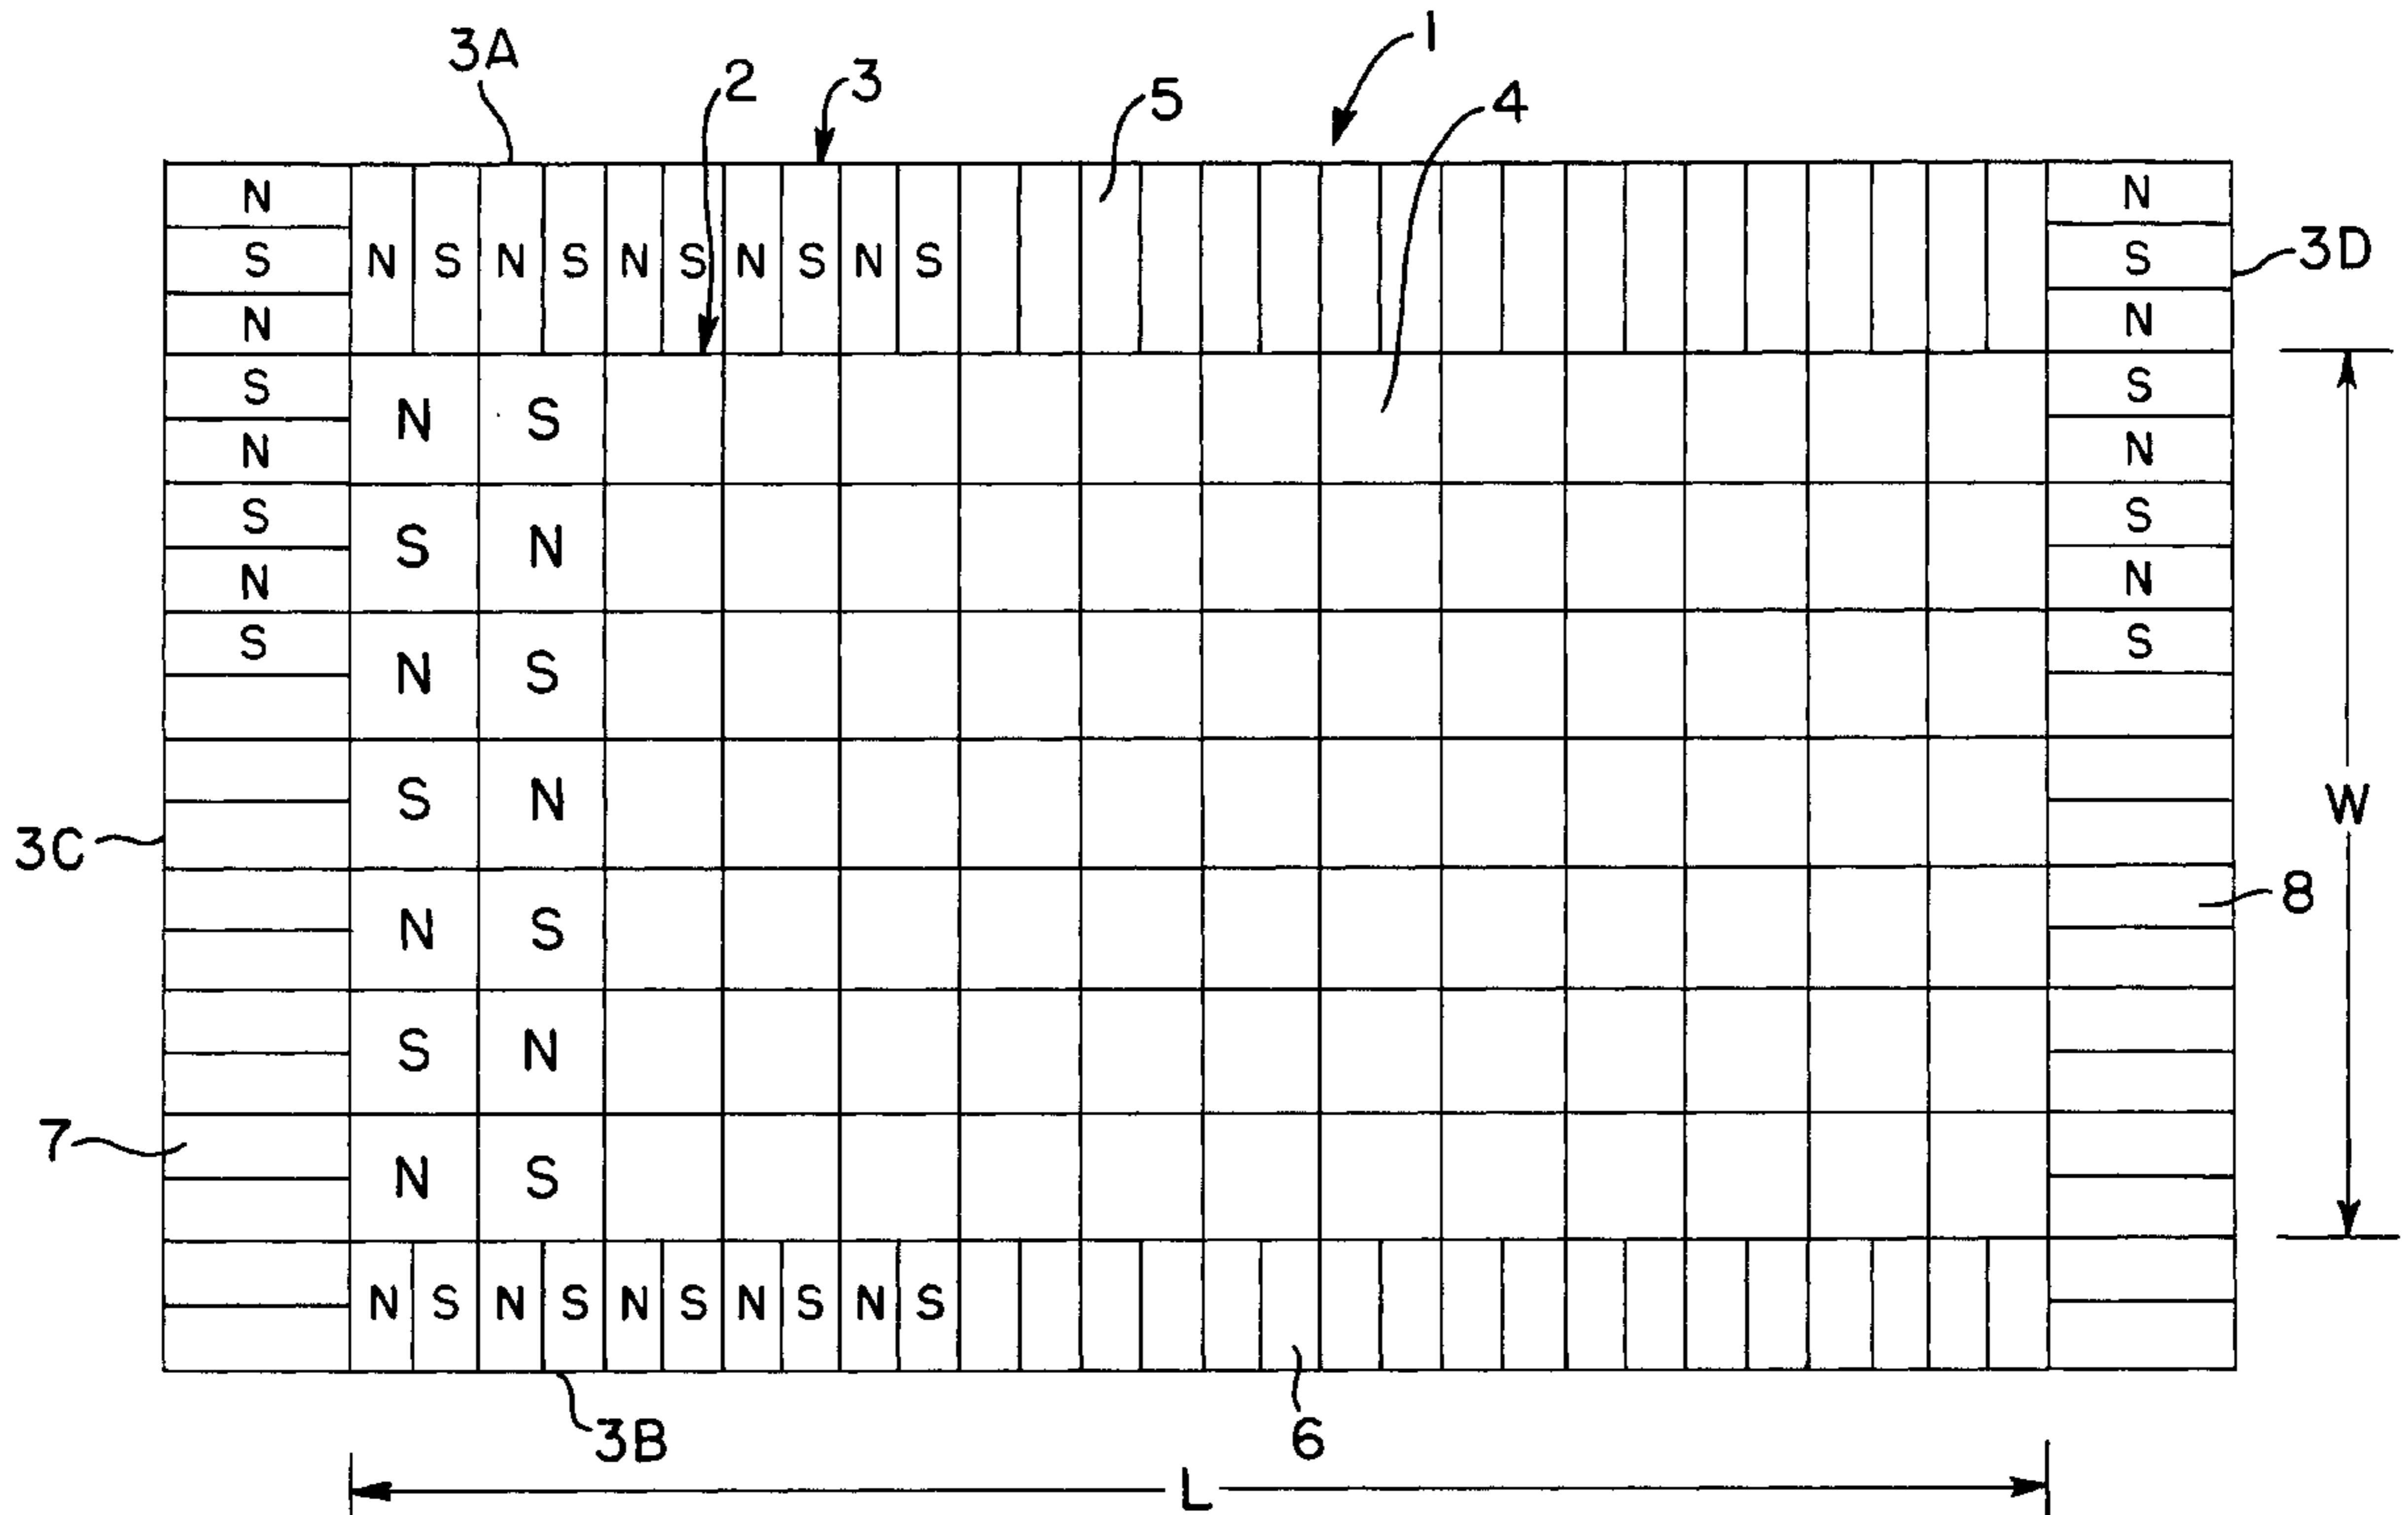 3A 2 3 5 1 4
N N
S N S N S N S N S N S S 3D
N N
S S
N S N
N
S S
S N
N N
S N S S
S N W
3C
N S 8
S N
7 N S
N S N S N S N S N S
3B 6
L